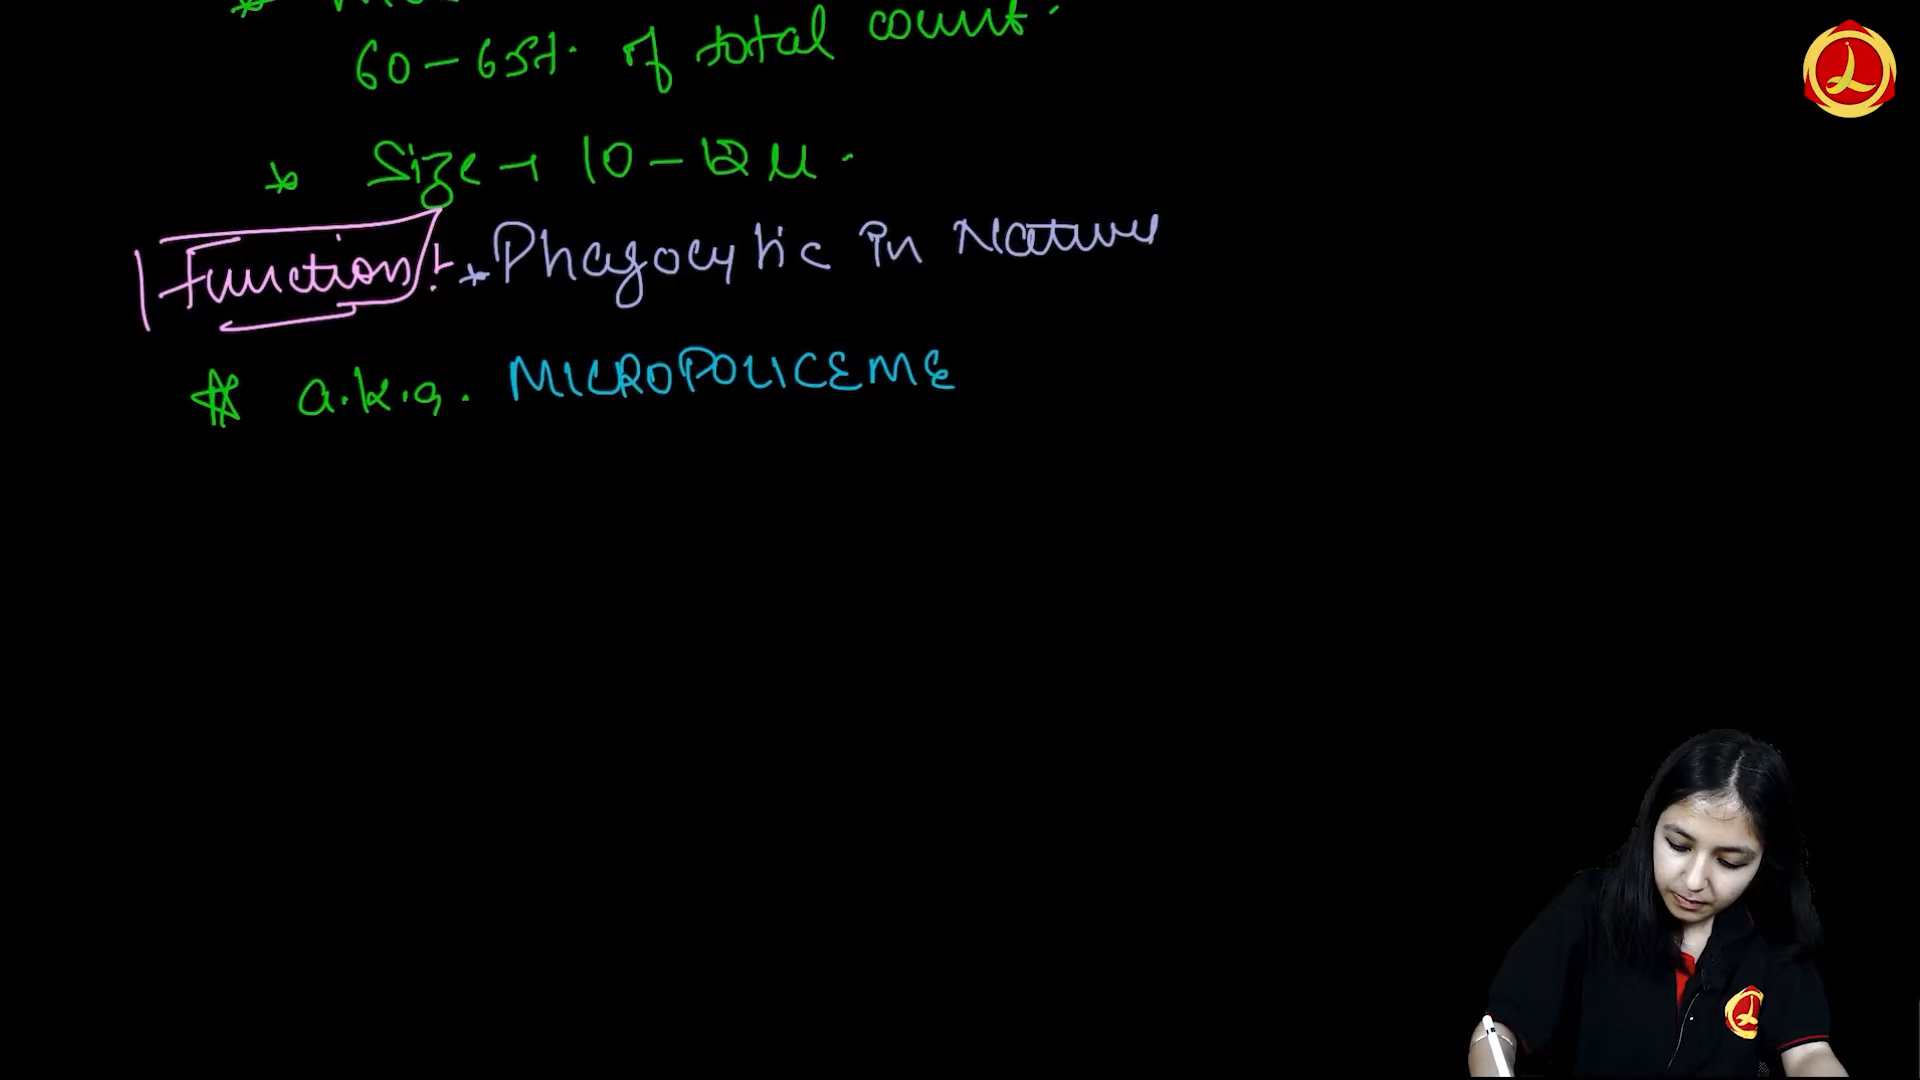 60-65% of total count.
* Size → 10-12 μ.
Function:- * Phagocytic in Nature
* a.k.a. MICROPOLICEME